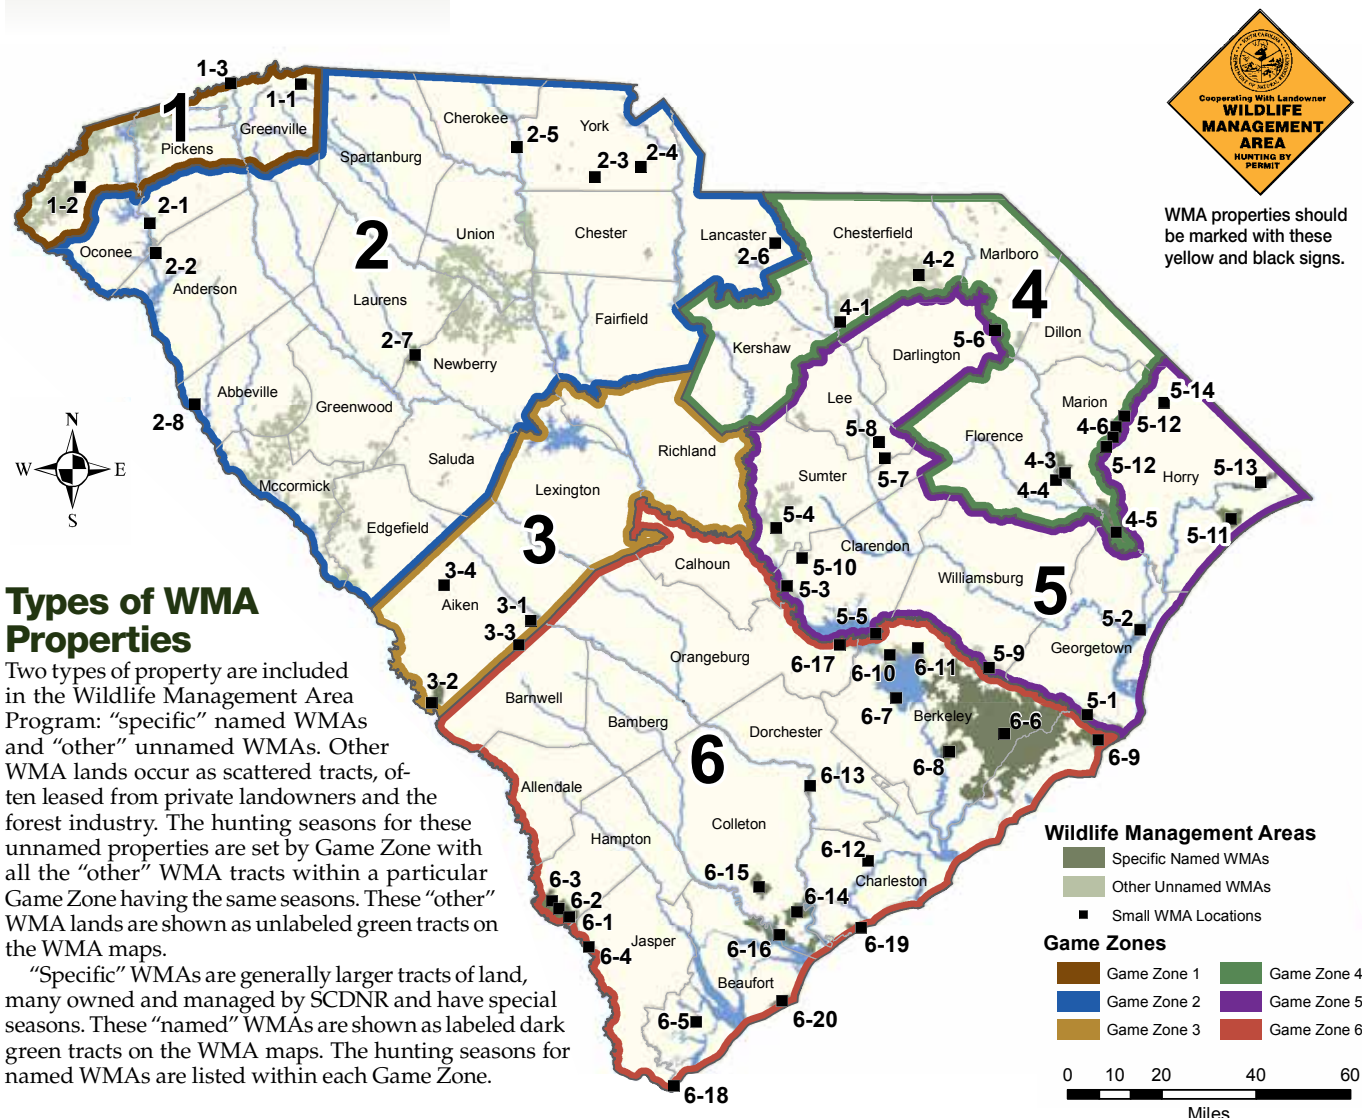 1-3
1-1
1
Greenville
Pickens
1-2
2-1
Oconee
2-2
Anderson
Spartanburg
Cherokee
2-5
York
2-3
2-4
2
Union
Chester
Lancaster
2-6
Laurens
Fairfield
2-7
Newberry
Abbeville
2-8
Greenwood
Saluda
Mccormick
Edgefield
Chesterfield
4-2
Marlboro
4
4-1
Kershaw
Dillon
5-6
Darlington
Lee
5-8
5-7
Florence
Marion
4-6
5-12
5-14
5-12
Horry
5-13
5-11
4-3
4-4
4-5
Richland
Lexington
3
3-4
Aiken
3-1
3-3
3-2
Sumter
5-4
Clarendon
5-10
5-3
5-5
Williamsburg
5
5-2
Georgetown
5-9
5-1
Calhoun
Orangeburg
6-17
6-10
6-11
6-7
Berkeley
6-6
6-8
6-9
Barnwell
Bamberg
Dorchester
6
6-13
Allendale
Hampton
Colleton
6-12
Charleston
6-15
6-14
6-16
6-19
6-3
6-2
6-1
6-4
Jasper
Beaufort
6-20
6-5
6-18
N
W
E
S
Cooperating With Landowner
WILDLIFE
MANAGEMENT
AREA
HUNTING BY
PERMIT
WMA properties should
be marked with these
yellow and black signs.
Types of WMA
Properties
Two types of property are included
in the Wildlife Management Area
Program: “specific” named WMAs
and “other” unnamed WMAs. Other
WMA lands occur as scattered tracts, of-
ten leased from private landowners and the
forest industry. The hunting seasons for these
unnamed properties are set by Game Zone with
all the “other” WMA tracts within a particular
Game Zone having the same seasons. These “other”
WMA lands are shown as unlabeled green tracts on
the WMA maps.
“Specific” WMAs are generally larger tracts of land,
many owned and managed by SCDNR and have special
seasons. These “named” WMAs are shown as labeled dark
green tracts on the WMA maps. The hunting seasons for
named WMAs are listed within each Game Zone.
Wildlife Management Areas
Specific Named WMAs
Other Unnamed WMAs
Small WMA Locations
Game Zones
Game Zone 1
Game Zone 2
Game Zone 3
Game Zone 4
Game Zone 5
Game Zone 6
0 10 20 40 60
Miles